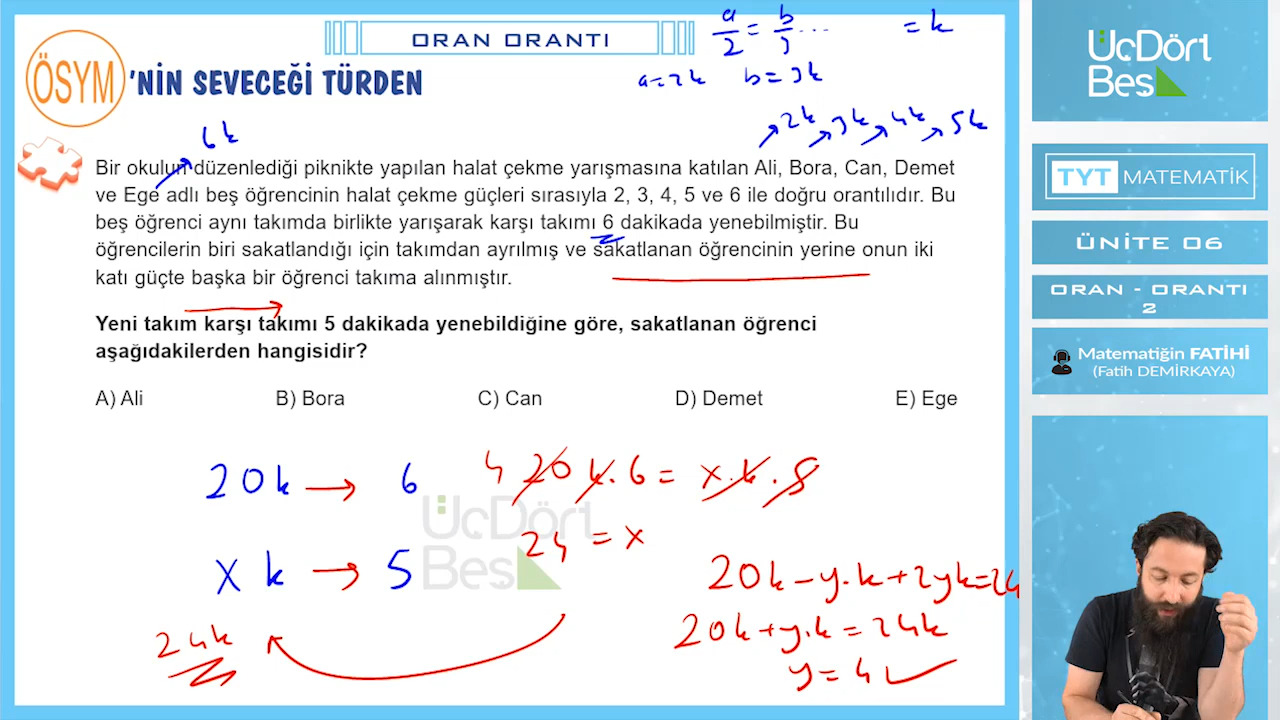 ORAN ORANTI
a/2 = b/3 ... = k
a=2k b=3k
ÖSYM'NİN SEVECEĞİ TÜRDEN
6k
2k 3k 4k 5k
Bir okulun düzenlediği piknikte yapılan halat çekme yarışmasına katılan Ali, Bora, Can, Demet
ve Ege adlı beş öğrencinin halat çekme güçleri sırasıyla 2, 3, 4, 5 ve 6 ile doğru orantılıdır. Bu
beş öğrenci aynı takımda birlikte yarışarak karşı takımı 6 dakikada yenebilmiştir. Bu
öğrencilerin biri sakatlandığı için takımdan ayrılmış ve sakatlanan öğrencinin yerine onun iki
katı güçte başka bir öğrenci takıma alınmıştır.
Yeni takım karşı takımı 5 dakikada yenebildiğine göre, sakatlanan öğrenci
aşağıdakilerden hangisidir?
A) Ali B) Bora C) Can D) Demet E) Ege
20k → 6
4 20 k.6 = x.k.5
24 = x
x k → 5
24k
20k-y.k+2yk=24
20k+y.k=24k
y=4
ÜçDört
Beş
ÜçDört
Beş
TYT MATEMATİK
ÜNİTE 06
ORAN - ORANTI
2
Matematiğin FATİHİ
(Fatih DEMİRKAYA)